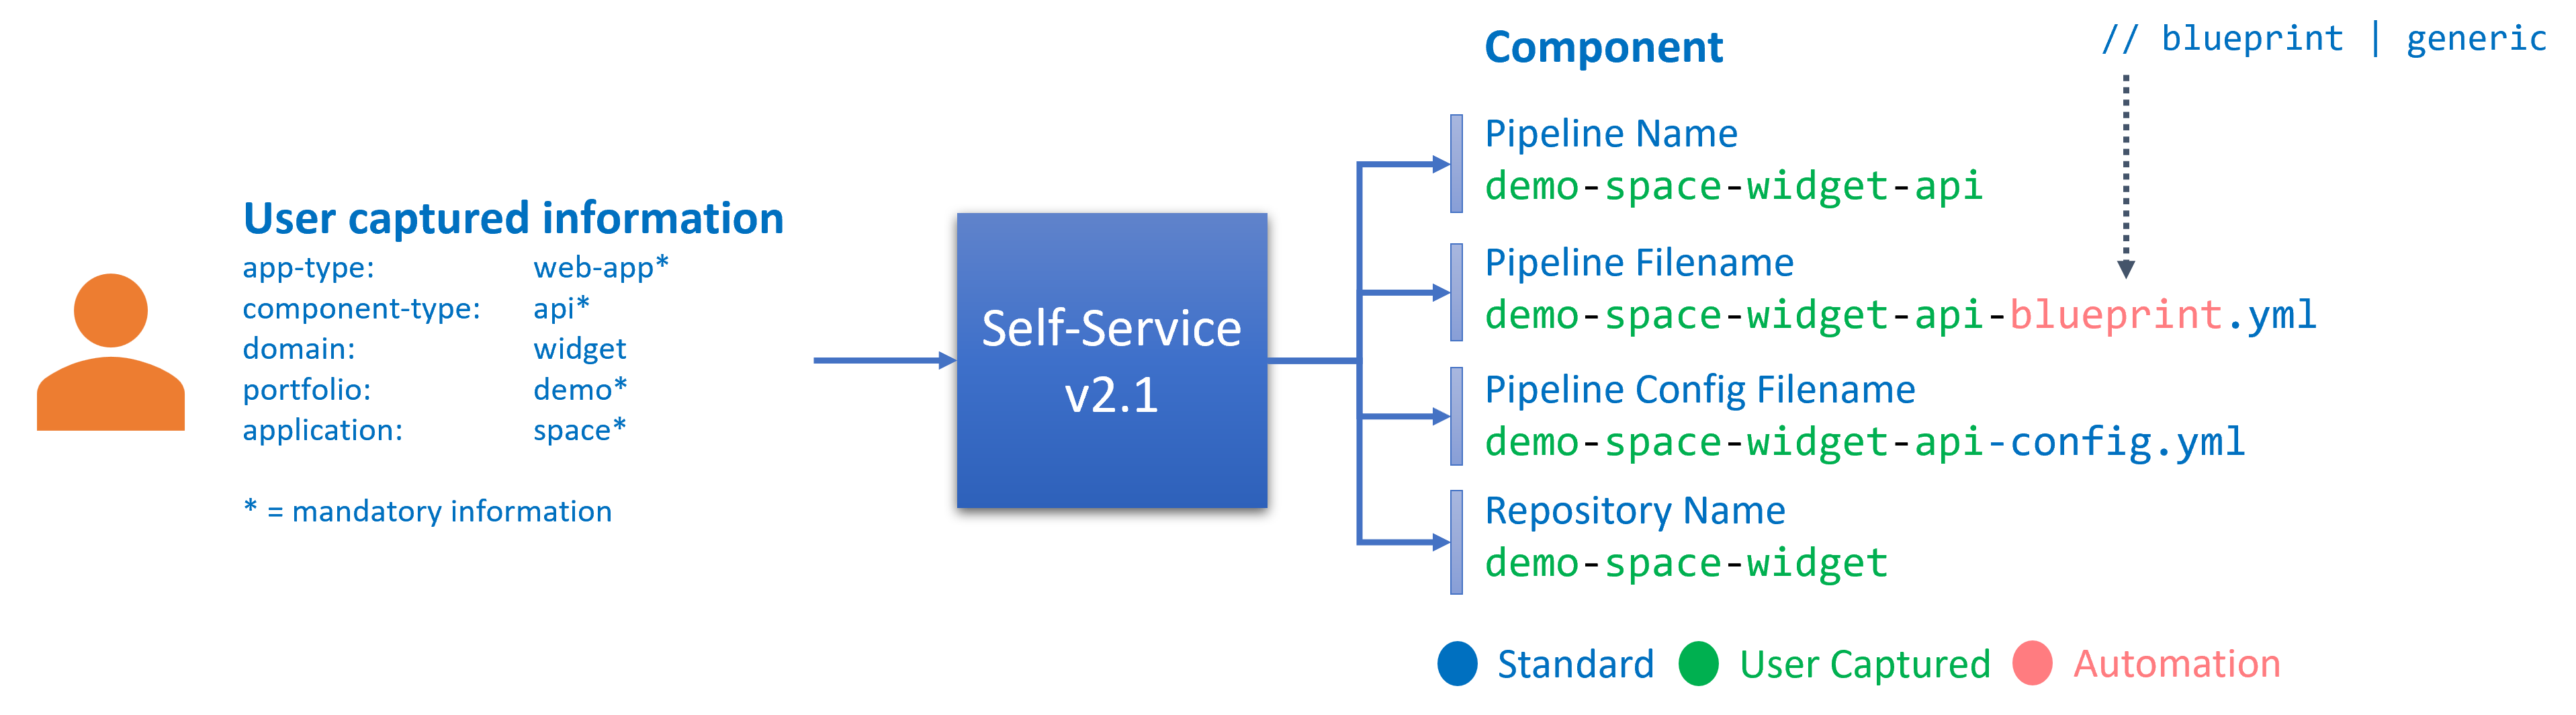 User captured information
app-type: web-app*
component-type: api*
domain: widget
portfolio: demo*
application: space*
* = mandatory information
Self-Service
v2.1
Component
// blueprint | generic
Pipeline Name
demo-space-widget-api
Pipeline Filename
demo-space-widget-api-blueprint.yml
Pipeline Config Filename
demo-space-widget-api-config.yml
Repository Name
demo-space-widget
Standard User Captured Automation